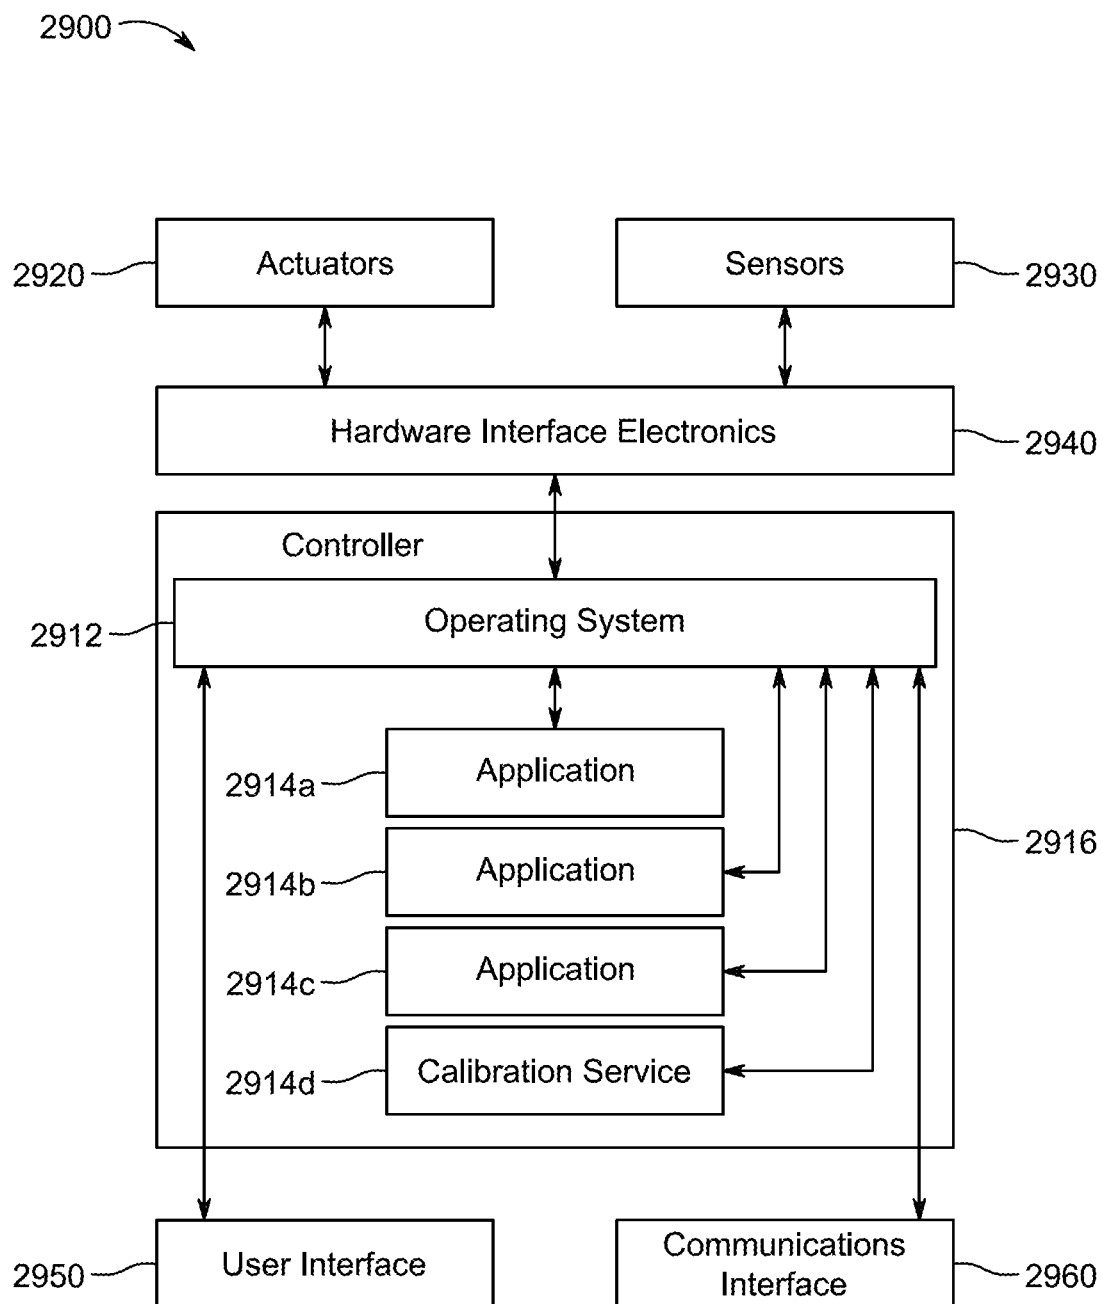 2900
Actuators
Sensors
2920
2930
Hardware Interface Electronics
2940
Controller
Operating System
2912
Application
2914a
2916
Application
2914b
Application
2914c
Calibration Service
2914d
User Interface
Communications
Interface
2950
2960